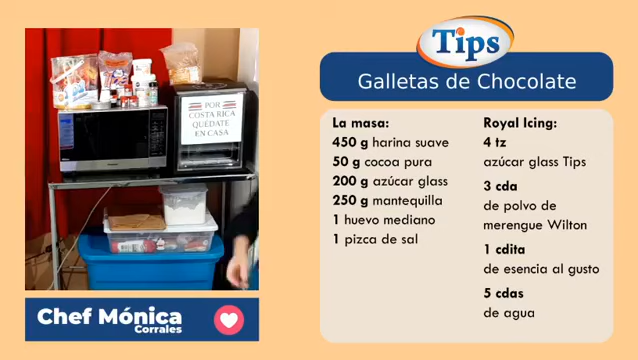 POR
COSTA RICA
QUÉDATE
EN CASA
Chef Mónica
Corrales
Tips
Galletas de Chocolate
La masa:
450 g harina suave
50 g cocoa pura
200 g azúcar glass
250 g mantequilla
1 huevo mediano
1 pizca de sal
Royal Icing:
4 tz
azúcar glass Tips
3 cda
de polvo de
merengue Wilton
1 cdita
de esencia al gusto
5 cdas
de agua